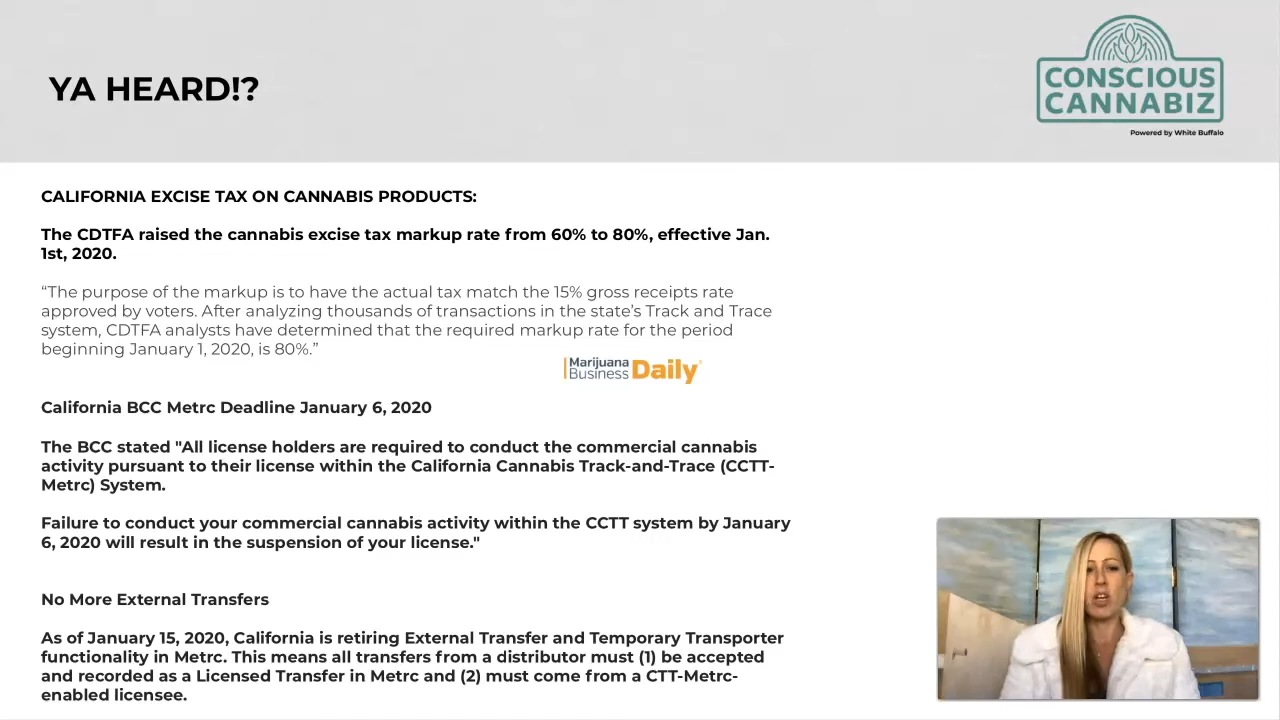 YA HEARD!?
CONSCIOUS
CANNABIZ
Powered by White Buffalo
CALIFORNIA EXCISE TAX ON CANNABIS PRODUCTS:
The CDTFA raised the cannabis excise tax markup rate from 60% to 80%, effective Jan.
1st, 2020.
“The purpose of the markup is to have the actual tax match the 15% gross receipts rate
approved by voters. After analyzing thousands of transactions in the state’s Track and Trace
system, CDTFA analysts have determined that the required markup rate for the period
beginning January 1, 2020, is 80%.”
Marijuana
Business Daily
California BCC Metrc Deadline January 6, 2020
The BCC stated "All license holders are required to conduct the commercial cannabis
activity pursuant to their license within the California Cannabis Track-and-Trace (CCTT-
Metrc) System.
Failure to conduct your commercial cannabis activity within the CCTT system by January
6, 2020 will result in the suspension of your license."
No More External Transfers
As of January 15, 2020, California is retiring External Transfer and Temporary Transporter
functionality in Metrc. This means all transfers from a distributor must (1) be accepted
and recorded as a Licensed Transfer in Metrc and (2) must come from a CTT-Metrc-
enabled licensee.